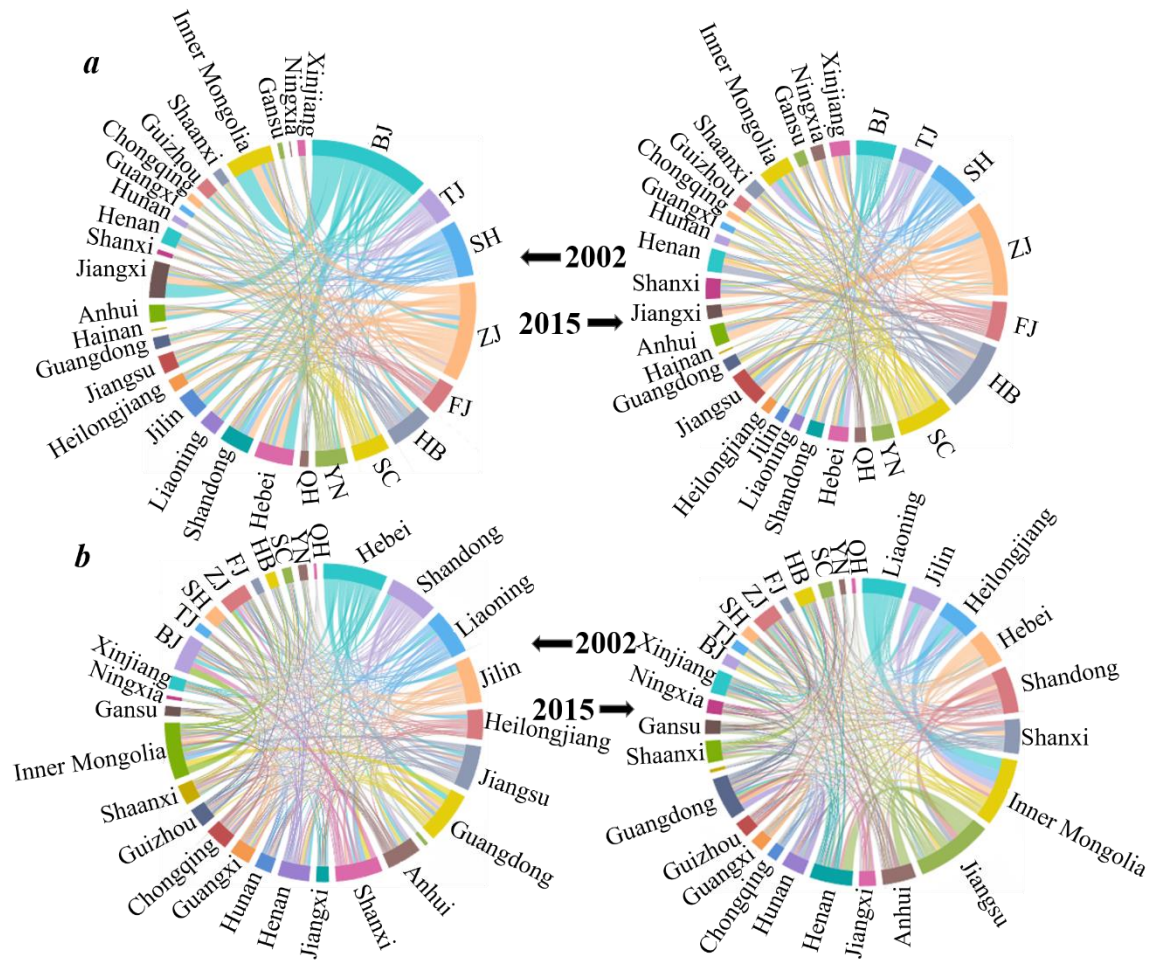 a
BJ
TJ
SH
ZJ
FJ
HB
SC
YN
QH
Hebei
Shandong
Liaoning
Jilin
Heilongjiang
Jiangsu
Guangdong
Hainan
Anhui
Jiangxi
Shanxi
Henan
Hunan
Guangxi
Chongqing
Guizhou
Shaanxi
Inner Mongolia
Gansu
Ningxia
Xinjiang
2002
2015
BJ
TJ
SH
ZJ
FJ
HB
SC
YN
QH
Hebei
Shandong
Liaoning
Jilin
Heilongjiang
Jiangsu
Guangdong
Hainan
Anhui
Jiangxi
Shanxi
Henan
Hunan
Guangxi
Chongqing
Guizhou
Shaanxi
Inner Mongolia
Gansu
Ningxia
Xinjiang
b
Hebei
Shandong
Liaoning
Jilin
Heilongjiang
Jiangsu
Guangdong
Anhui
Shanxi
Jiangxi
Henan
Hunan
Guangxi
Chongqing
Guizhou
Shaanxi
Inner Mongolia
Gansu
Ningxia
Xinjiang
BJ
TJ
SH
ZJ
FJ
HB
SC
YN
QH
2002
2015
Liaoning
Jilin
Heilongjiang
Hebei
Shandong
Shanxi
Inner Mongolia
Jiangsu
Anhui
Jiangxi
Henan
Hunan
Chongqing
Guangxi
Guizhou
Guangdong
Shaanxi
Gansu
Ningxia
Xinjiang
BJ
TJ
SH
ZJ
FJ
HB
SC
YN
QH